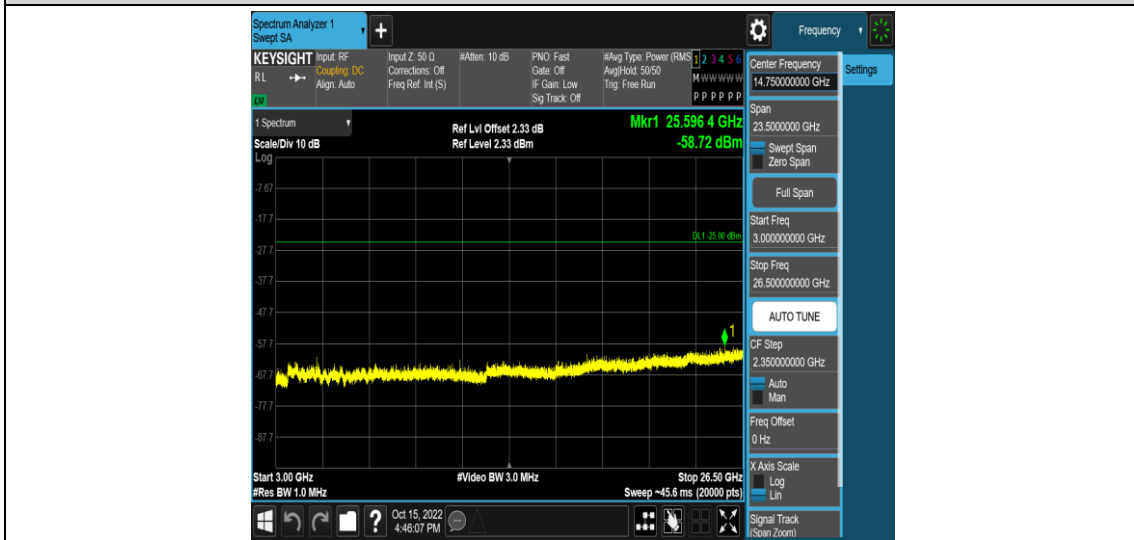 Spectrum Analyzer 1
Swept SA
+
Frequency
KEYSIGHT
RL
LXI
Input: RF
Coupling: DC
Align: Auto
Input Z: 50 Ω
Corrections: Off
Freq Ref: Int (S)
#Atten: 10 dB
PNO: Fast
Gate: Off
IF Gain: Low
Sig Track: Off
#Avg Type: Power (RMS
Avg|Hold: 50/50
Trig: Free Run
1 2 3 4 5 6
M W W W W W
P P P P P P
1 Spectrum
Scale/Div 10 dB
Log
Ref Lvl Offset 2.33 dB
Ref Level 2.33 dBm
Mkr1 25.596 4 GHz
-58.72 dBm
-7.67
-17.7
DL1 -25.00 dBm
-27.7
-37.7
-47.7
1
-57.7
-67.7
-77.7
-87.7
Start 3.00 GHz
#Res BW 1.0 MHz
#Video BW 3.0 MHz
Stop 26.50 GHz
Sweep ~45.6 ms (20000 pts)
Center Frequency
14.750000000 GHz
Settings
Span
23.5000000 GHz
Swept Span
Zero Span
Full Span
Start Freq
3.000000000 GHz
Stop Freq
26.500000000 GHz
AUTO TUNE
CF Step
2.350000000 GHz
Auto
Man
Freq Offset
0 Hz
X Axis Scale
Log
Lin
Signal Track
(Span Zoom)
?
Oct 15, 2022
4:46:07 PM